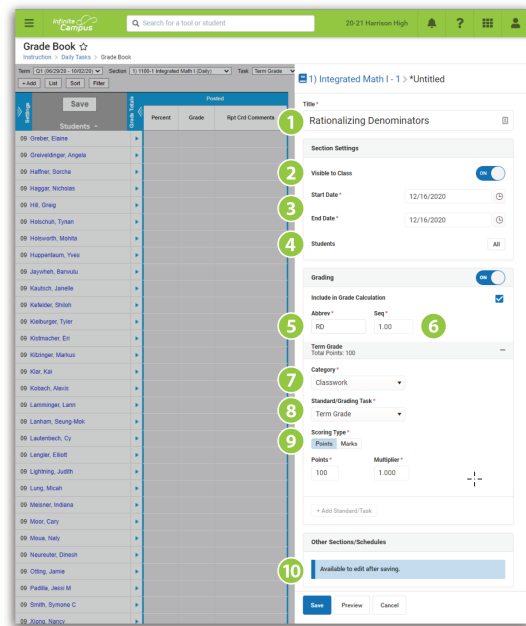 Infinite
Campus
Search for a tool or student
20-21 Harrison High
?
Grade Book
Instruction > Daily Tasks > Grade Book
Term Q1 (06/29/20 - 10/02/20) Section 1) 1100-1 Integrated Math I (Daily) Task Term Grade
+ Add List Sort Filter
Settings
Save
Students
Grade Totals
Posted
Percent Grade Rpt Crd Comments
09 Greber, Elaine
09 Greiveldinger, Angela
09 Haffner, Sorcha
09 Haggar, Nicholas
09 Hill, Greig
09 Holschuh, Tynan
09 Holsworth, Mohita
09 Huppentaum, Yves
09 Jaywheh, Banvulu
09 Kautsch, Janelle
09 Kefelder, Shiloh
09 Kielburger, Tyler
09 Kistmacher, Eri
09 Kitzinger, Markus
09 Klar, Kai
09 Kobach, Alexis
09 Lamminger, Lann
09 Lanham, Seung-Mok
09 Lautenbech, Cy
09 Lengler, Elliott
09 Lightning, Judith
09 Lung, Micah
09 Meisner, Indiana
09 Moor, Cary
09 Moua, Naly
09 Neureuter, Dinesh
09 Otting, Jamie
09 Padilla, Jessi M
09 Smith, Symone C
09 Xiong, Nancy
1) Integrated Math I - 1 > *Untitled
Title *
1 Rationalizing Denominators
Section Settings
2 Visible to Class ON
Start Date * 12/16/2020
3
End Date * 12/16/2020
4 Students All
Grading ON
Include in Grade Calculation
Abbrev * Seq *
5 RD 1.00 6
Term Grade
Total Points: 100
Category *
7 Classwork
Standard/Grading Task *
8 Term Grade
Scoring Type *
9 Points Marks
Points * Multiplier *
100 1.000
+ Add Standard/Task
Other Sections/Schedules
10 Available to edit after saving.
Save Preview Cancel